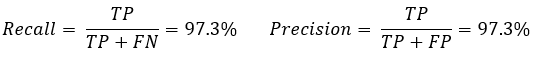 Recall = TP / TP + FN = 97.3% Precision = TP / TP + FP = 97.3%